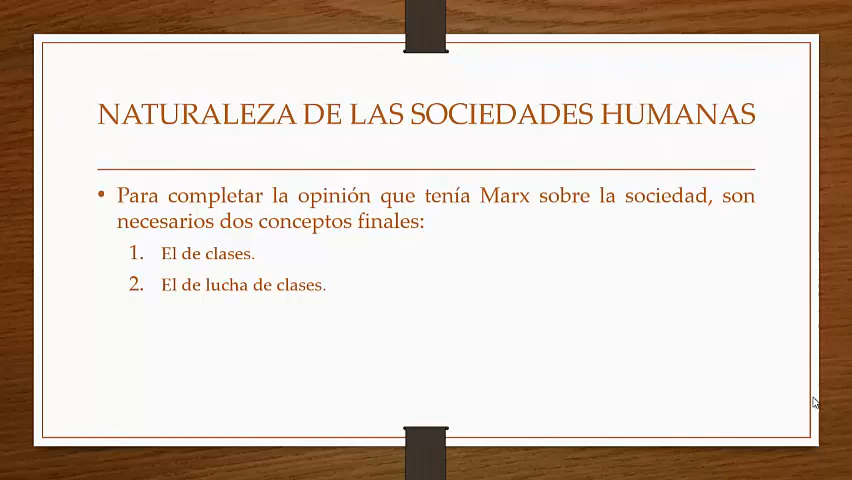 NATURALEZA DE LAS SOCIEDADES HUMANAS
• Para completar la opinión que tenía Marx sobre la sociedad, son
necesarios dos conceptos finales:
1. El de clases.
2. El de lucha de clases.